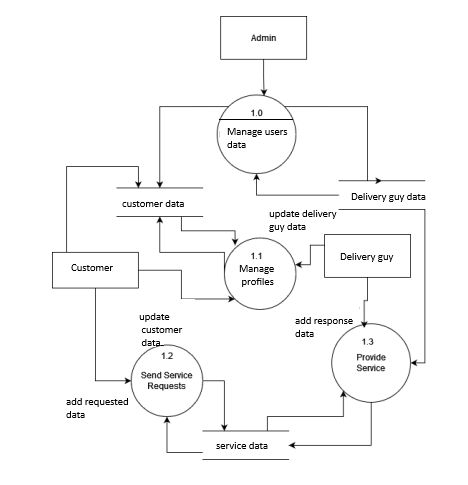 Admin
1.0
Manage users
data
Delivery guy data
customer data
update delivery
guy data
1.1
Manage
profiles
Delivery guy
Customer
update
customer
data
add response
data
1.2
Send Service
Requests
1.3
Provide
Service
add requested
data
service data